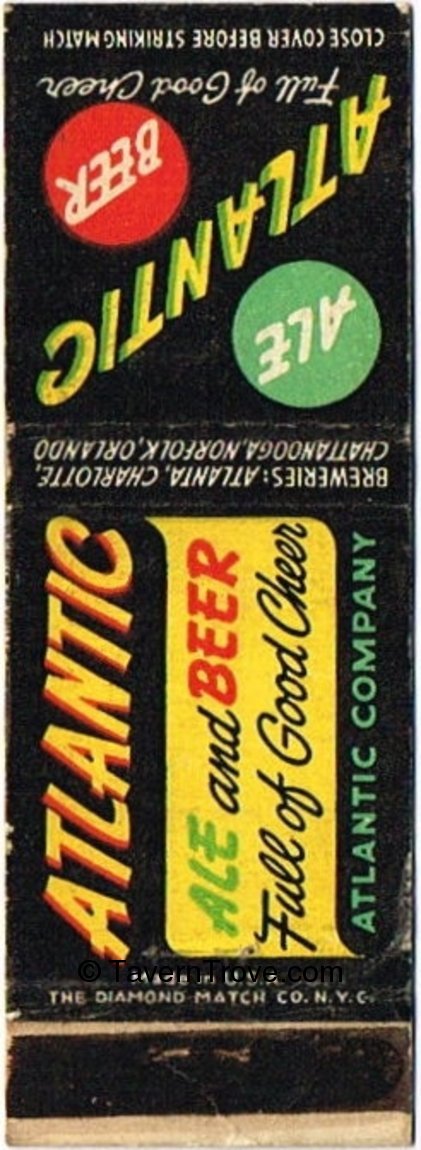 CLOSE COVER BEFORE STRIKING MATCH
Full of Good Cheer
ATLANTIC
BEER
ALE
BREWERIES: ATLANTA, CHARLOTTE,
CHATTANOOGA, NORFOLK, ORLANDO
ATLANTIC
ALE and BEER
Full of Good Cheer
ATLANTIC COMPANY
© TavernTrove.com
THE DIAMOND MATCH CO. N.Y.C.